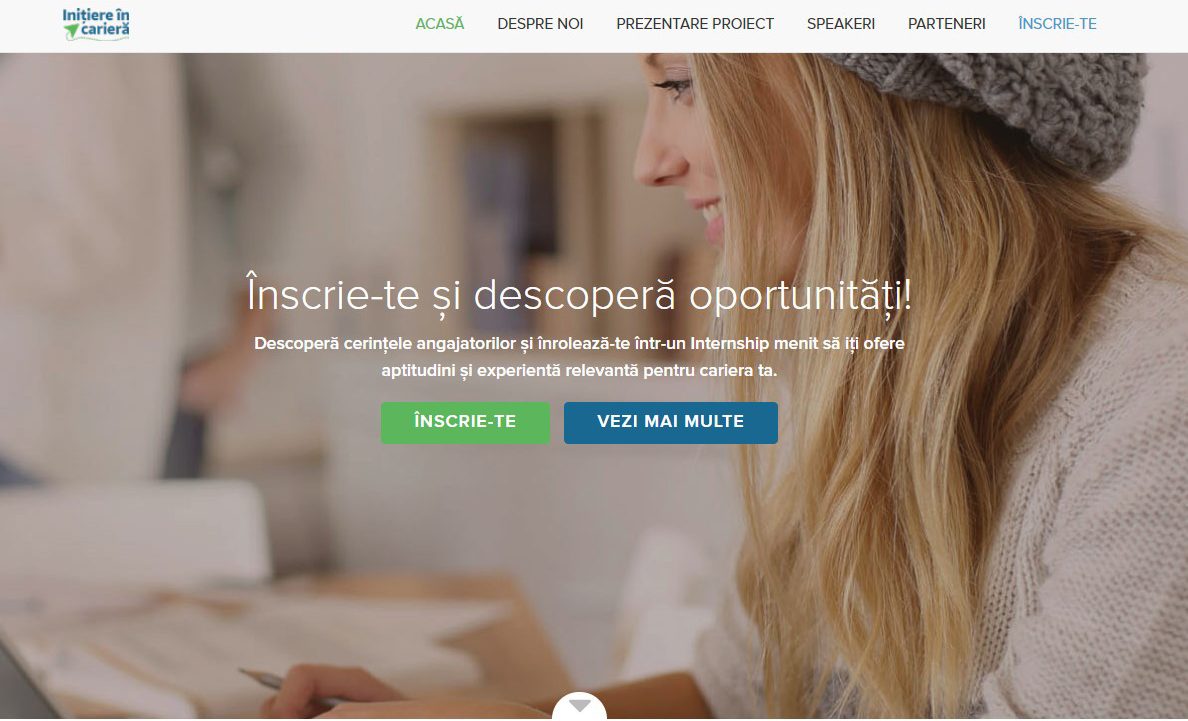 Inițiere în
carieră
ACASĂ
DESPRE NOI
PREZENTARE PROIECT
SPEAKERI
PARTENERI
ÎNSCRIE-TE
Înscrie-te și descoperă oportunități!
Descoperă cerințele angajatorilor și înrolează-te într-un Internship menit să iți ofere
aptitudini și experientă relevantă pentru cariera ta.
ÎNSCRIE-TE
VEZI MAI MULTE